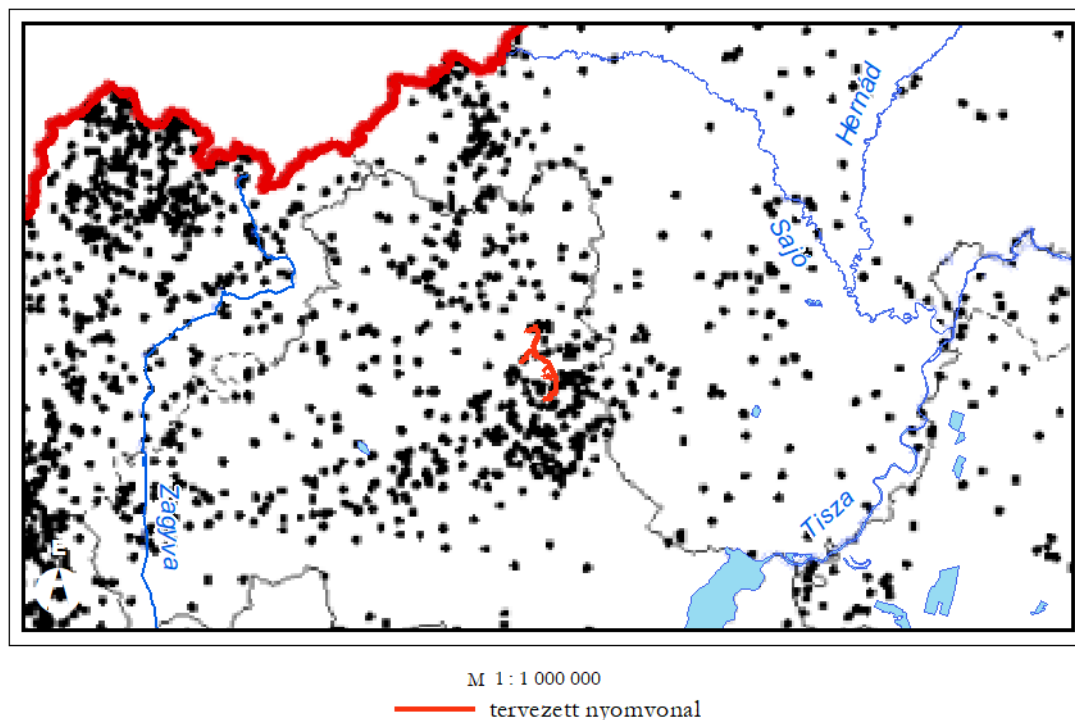 Hernád
Sajó
Zagyva
Tisza
É
M 1 : 1 000 000
tervezett nyomvonal